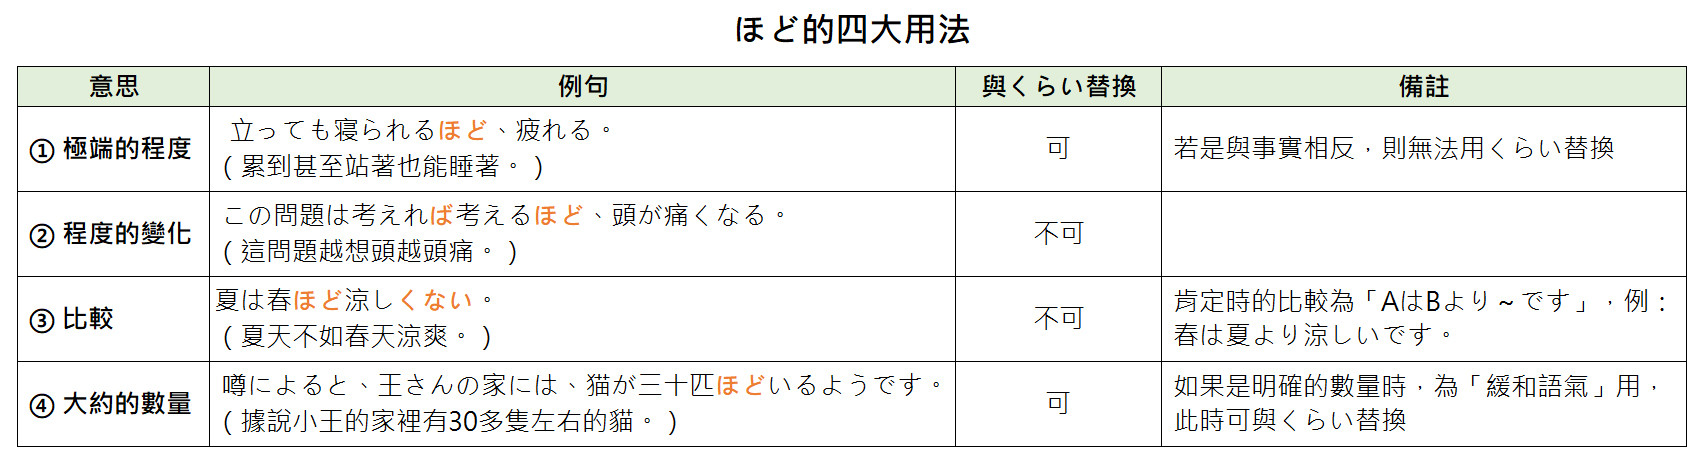 ほど的四大用法
意思
例句
與くらい替換
備註
① 極端的程度
立っても寝られるほど、疲れる。
（累到甚至站著也能睡著。）
可
若是與事實相反，則無法用くらい替換
② 程度的變化
この問題は考えれば考えるほど、頭が痛くなる。
（這問題越想頭越頭痛。）
不可
③ 比較
夏は春ほど涼しくない。
（夏天不如春天涼爽。）
不可
肯定時的比較為「AはBより～です」，例：
春は夏より涼しいです。
④ 大約的數量
噂によると、王さんの家には、猫が三十匹ほどいるようです。
（據說小王的家裡有30多隻左右的貓。）
可
如果是明確的數量時，為「緩和語氣」用，
此時可與くらい替換